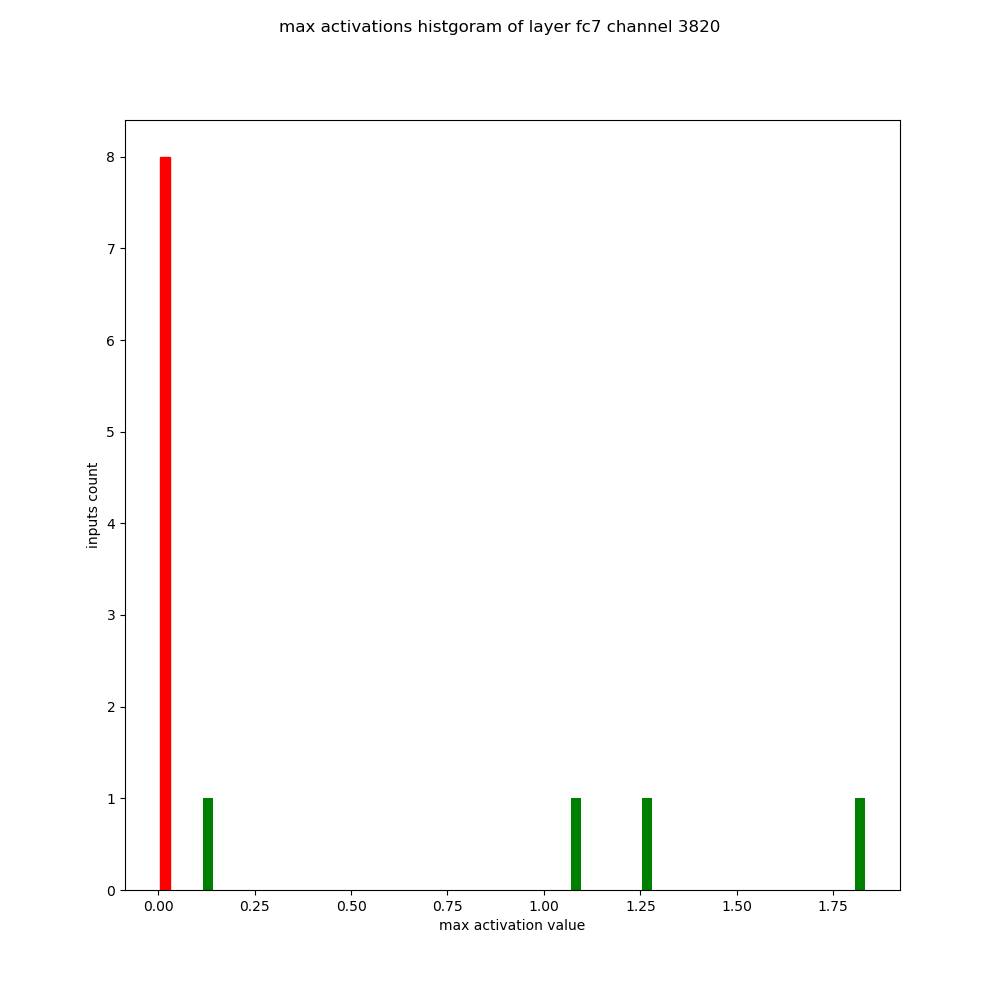 max activations histgoram of layer fc7 channel 3820
8
7
6
5
4
3
2
1
0
inputs count
0.00 0.25 0.50 0.75 1.00 1.25 1.50 1.75
max activation value